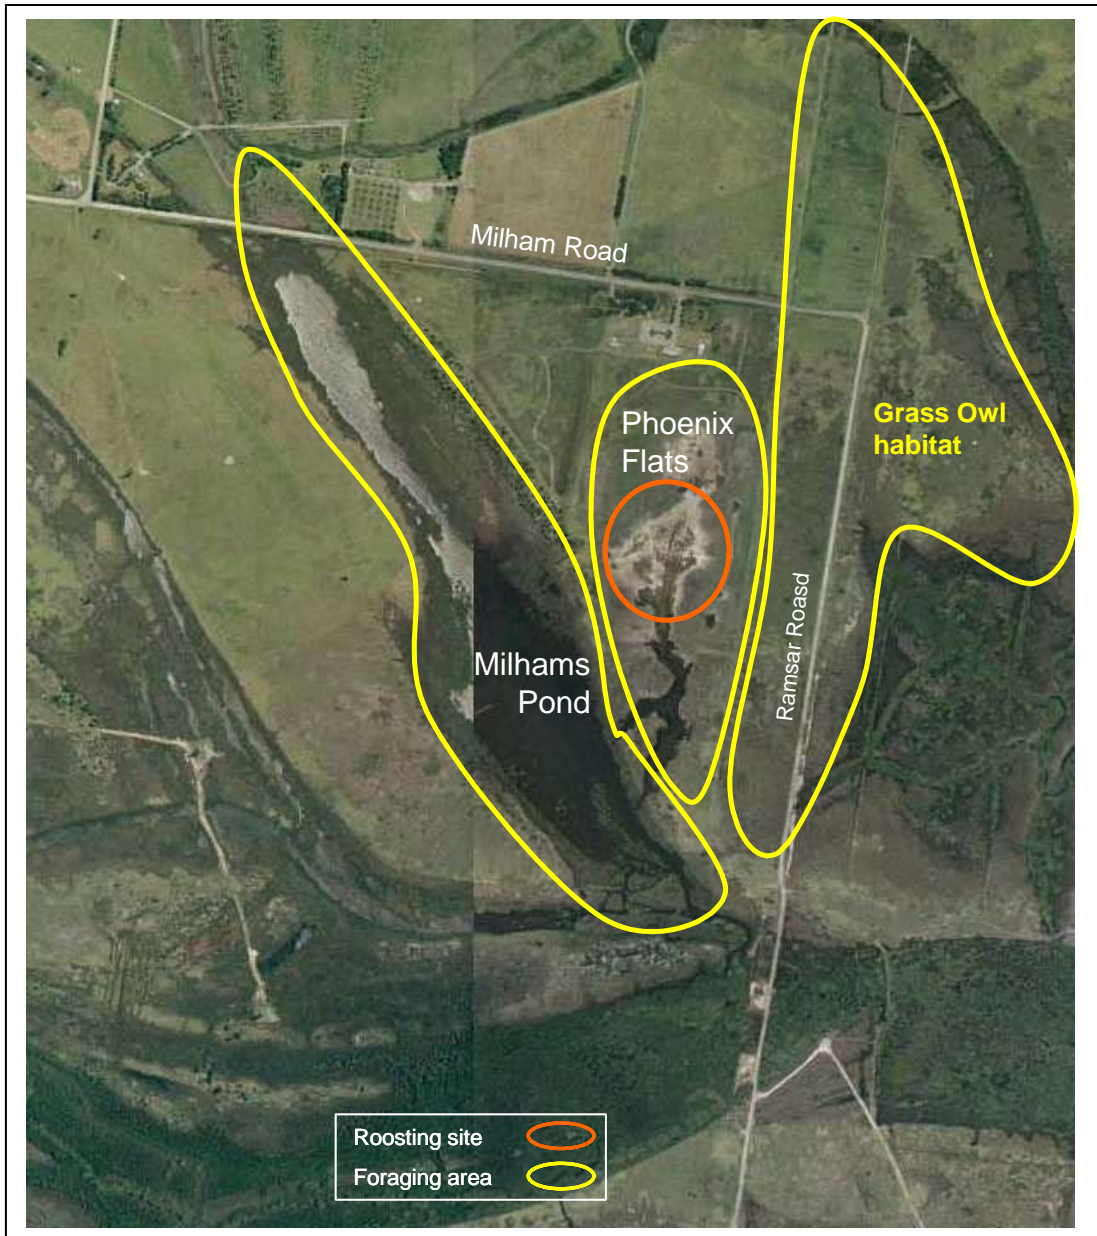 Milham Road
Phoenix
Flats
Grass Owl
habitat
Milhams
Pond
Ramsar Roasd
Roosting site
Foraging area